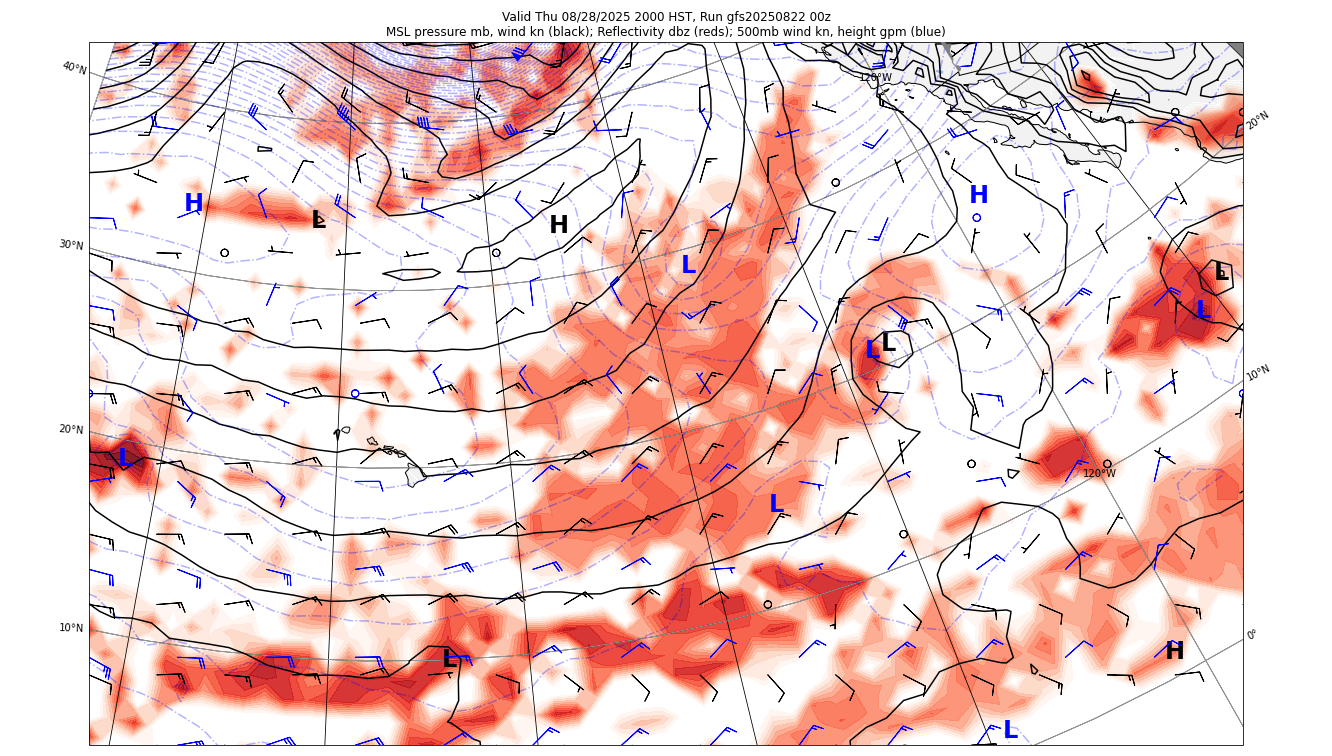 Valid Thu 08/28/2025 2000 HST, Run gfs20250822 00z
MSL pressure mb, wind kn (black); Reflectivity dbz (reds); 500mb wind kn, height gpm (blue)
40°N
120°W
20°N
H
L
H
H
30°N
L
L
L
L
L
10°N
20°N
L
120°W
L
10°N
0°
L
H
L